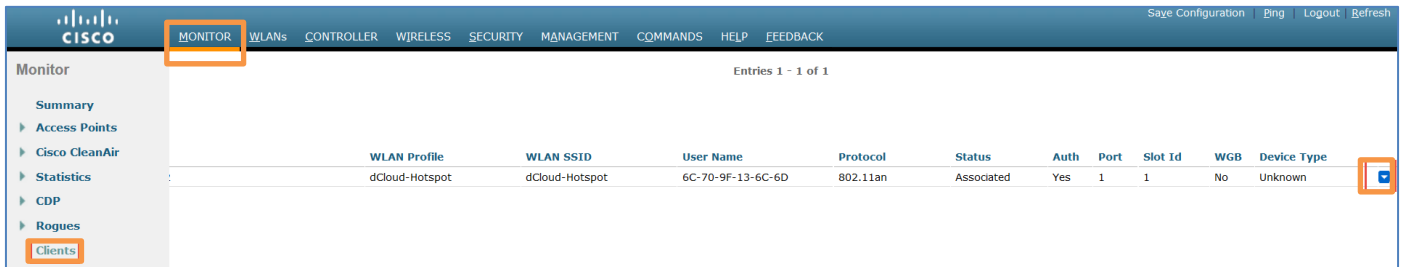 Save Configuration | Ping | Logout | Refresh
CISCO MONITOR WLANs CONTROLLER WIRELESS SECURITY MANAGEMENT COMMANDS HELP FEEDBACK
Monitor
Entries 1 - 1 of 1
Summary
Access Points
Cisco CleanAir
WLAN Profile WLAN SSID User Name Protocol Status Auth Port Slot Id WGB Device Type
Statistics
dCloud-Hotspot dCloud-Hotspot 6C-70-9F-13-6C-6D 802.11an Associated Yes 1 1 No Unknown
CDP
Rogues
Clients